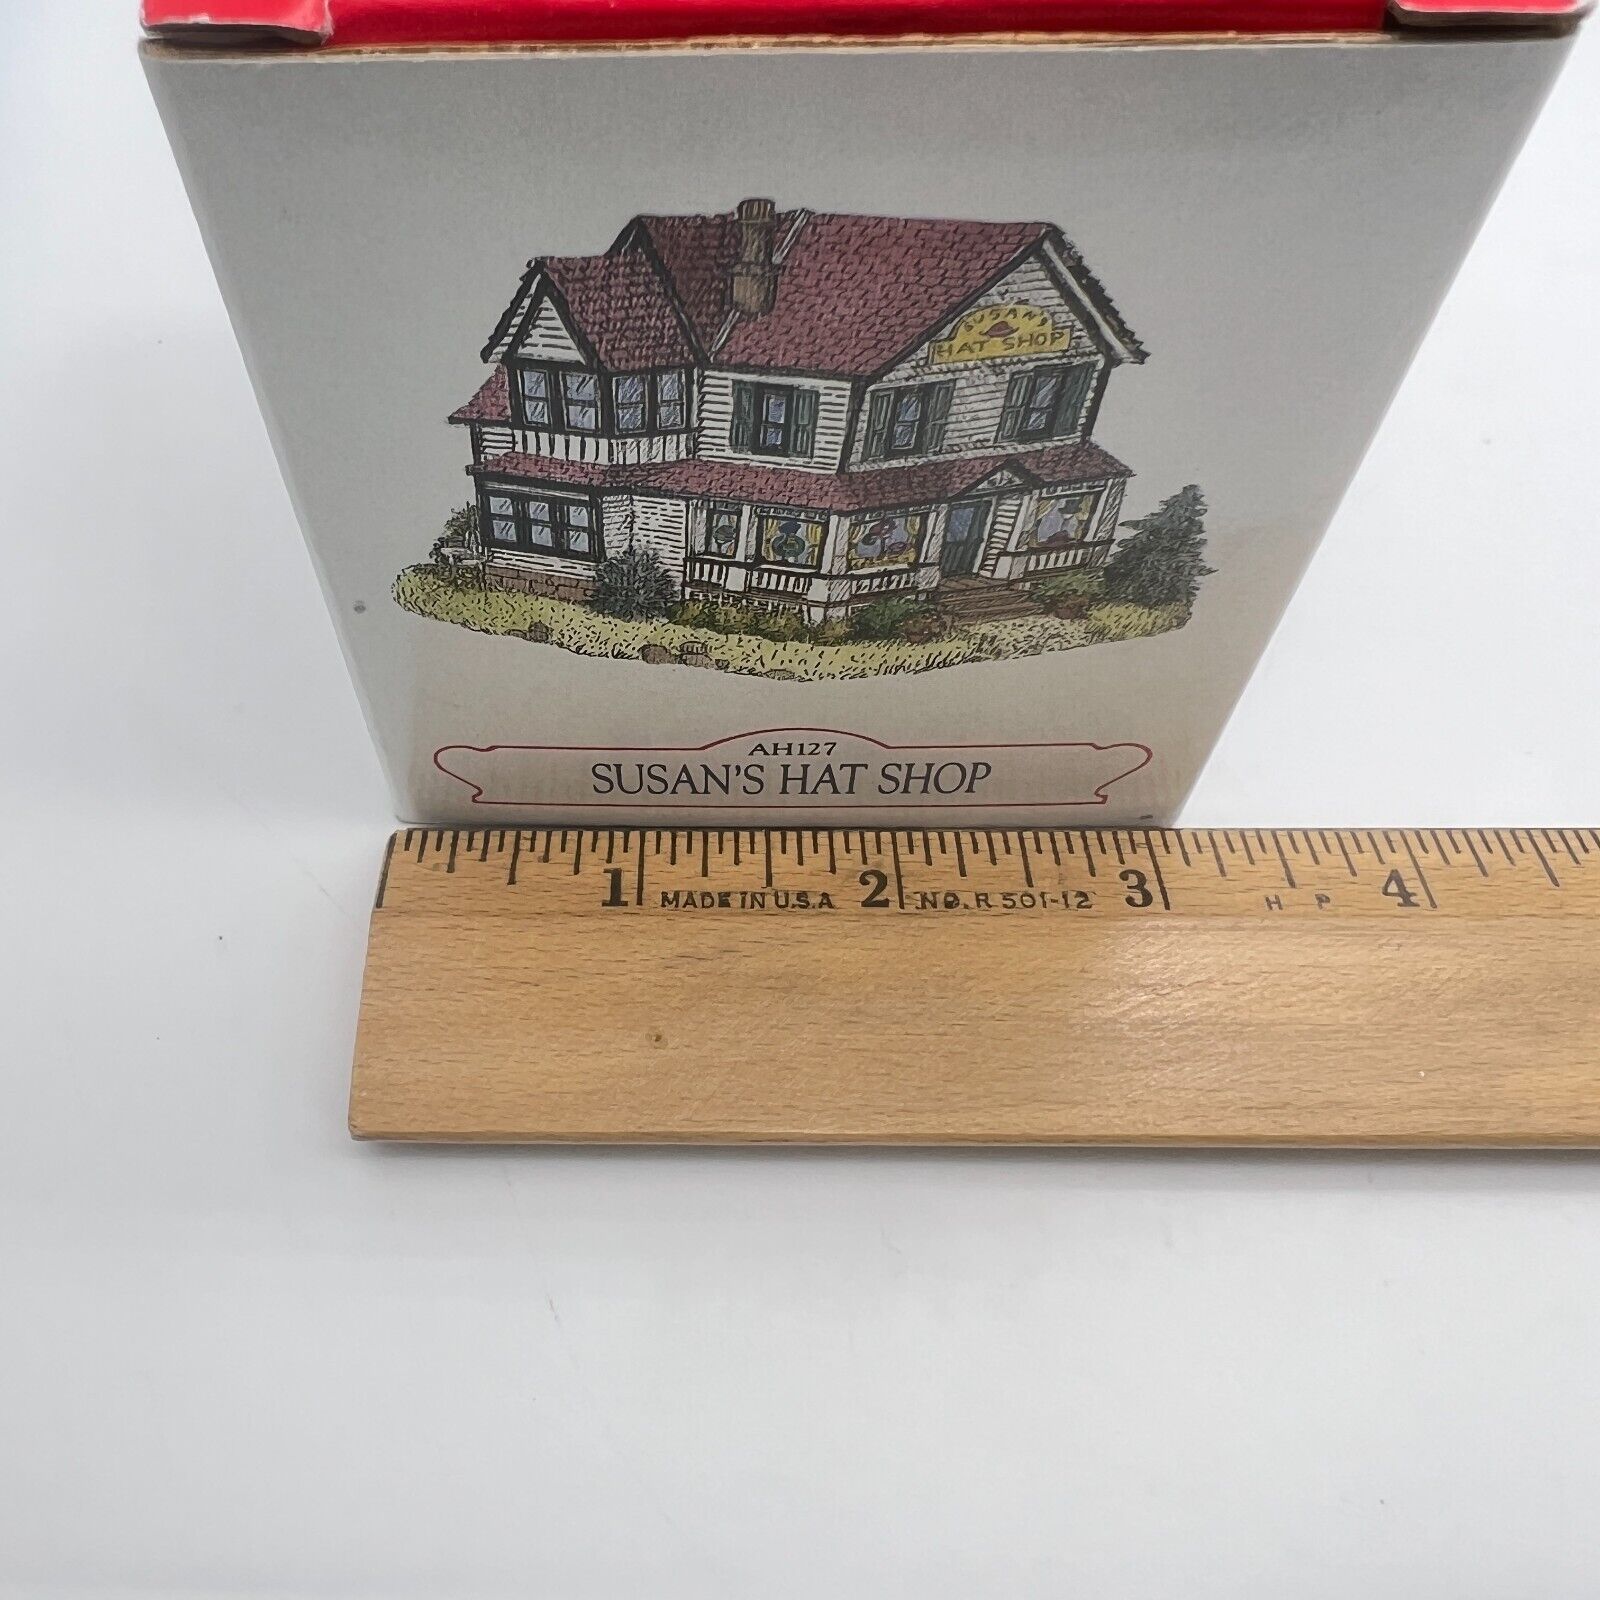 SUSAN'S
HAT SHOP
AH127
SUSAN'S HAT SHOP
1 MADE IN U.S.A 2 NO. R 501-12 3 H P 4